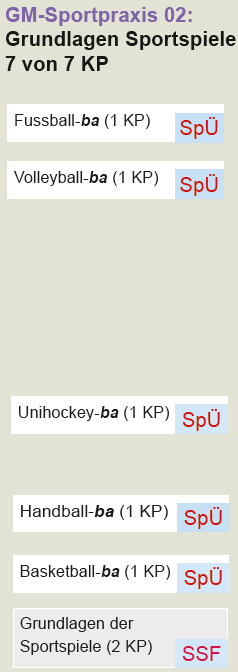 GM-Sportpraxis 02:
Grundlagen Sportspiele
7 von 7 KP
Fussball-ba (1 KP)
SpÜ
Volleyball-ba (1 KP)
SpÜ
Unihockey-ba (1 KP)
SpÜ
Handball-ba (1 KP)
SpÜ
Basketball-ba (1 KP)
SpÜ
Grundlagen der
Sportspiele (2 KP)
SSF